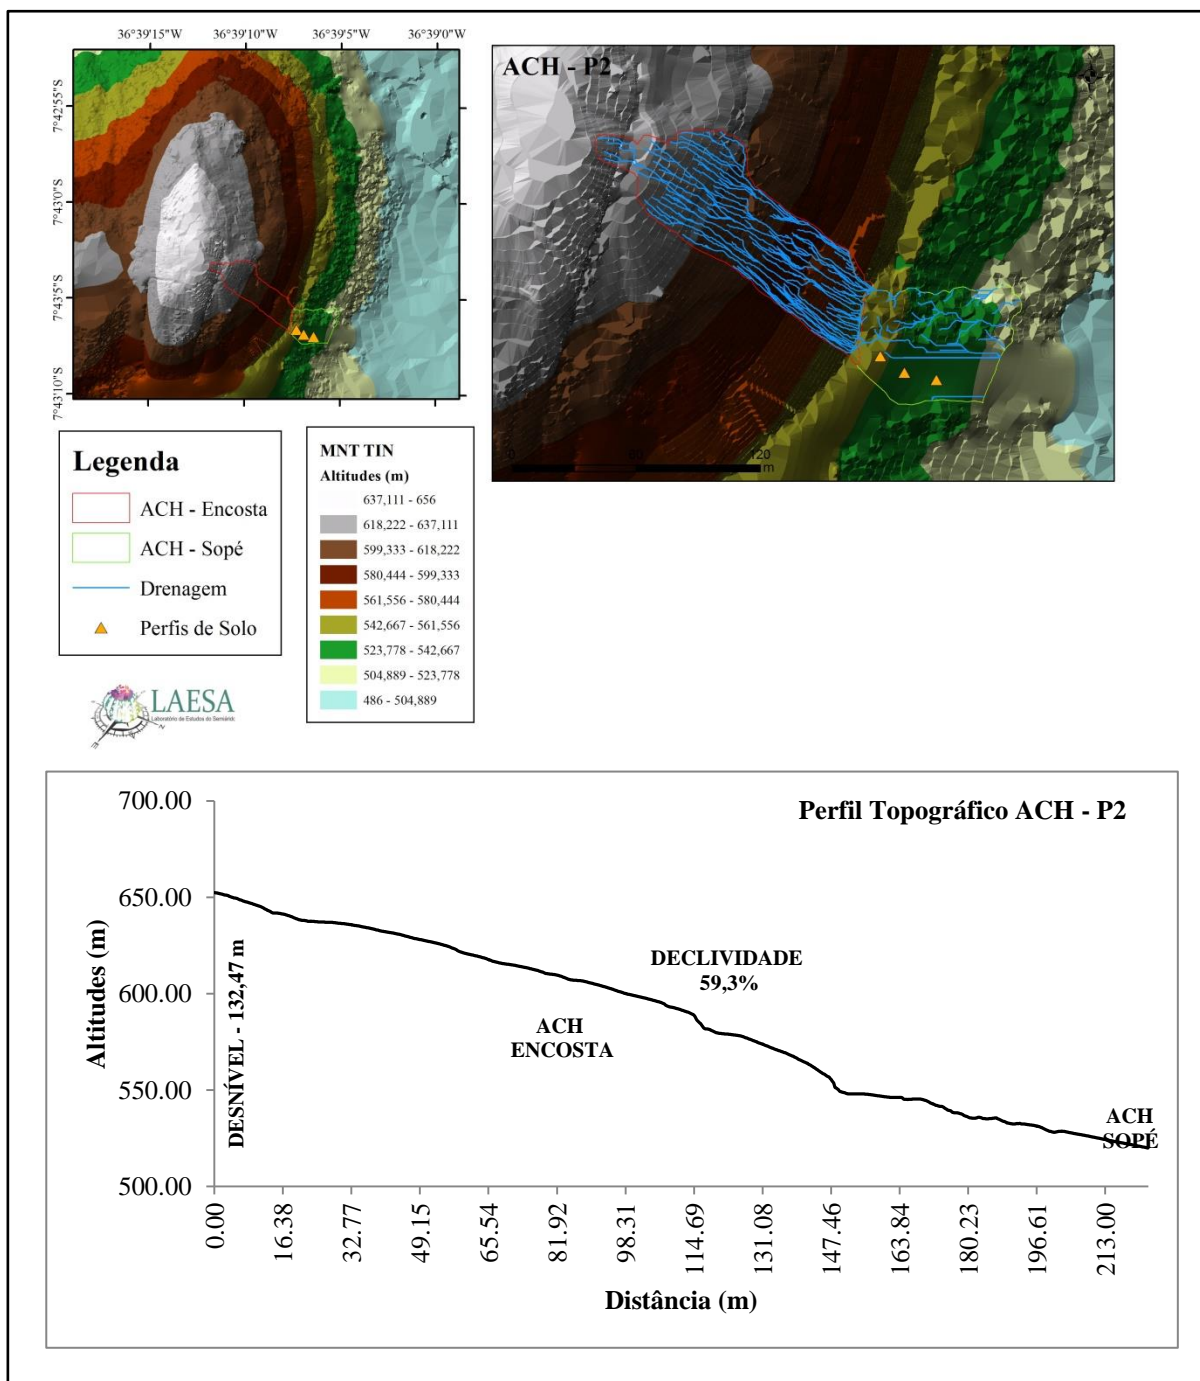 36°39'15"W 36°39'10"W 36°39'5"W 36°39'0"W
7°42'55"S
7°43'0"S
7°43'5"S
7°43'10"S
ACH - P2
0 60 120
m
Legenda
ACH - Encosta
ACH - Sopé
Drenagem
Perfis de Solo
MNT TIN
Altitudes (m)
637,111 - 656
618,222 - 637,111
599,333 - 618,222
580,444 - 599,333
561,556 - 580,444
542,667 - 561,556
523,778 - 542,667
504,889 - 523,778
486 - 504,889
LAESA
Laboratório de Estudos do Semiárido
Perfil Topográfico ACH - P2
Altitudes (m)
700.00
650.00
600.00
550.00
500.00
DESNÍVEL - 132,47 m
DECLIVIDADE
59,3%
ACH
ENCOSTA
ACH
SOPÉ
0.00 16.38 32.77 49.15 65.54 81.92 98.31 114.69 131.08 147.46 163.84 180.23 196.61 213.00
Distância (m)